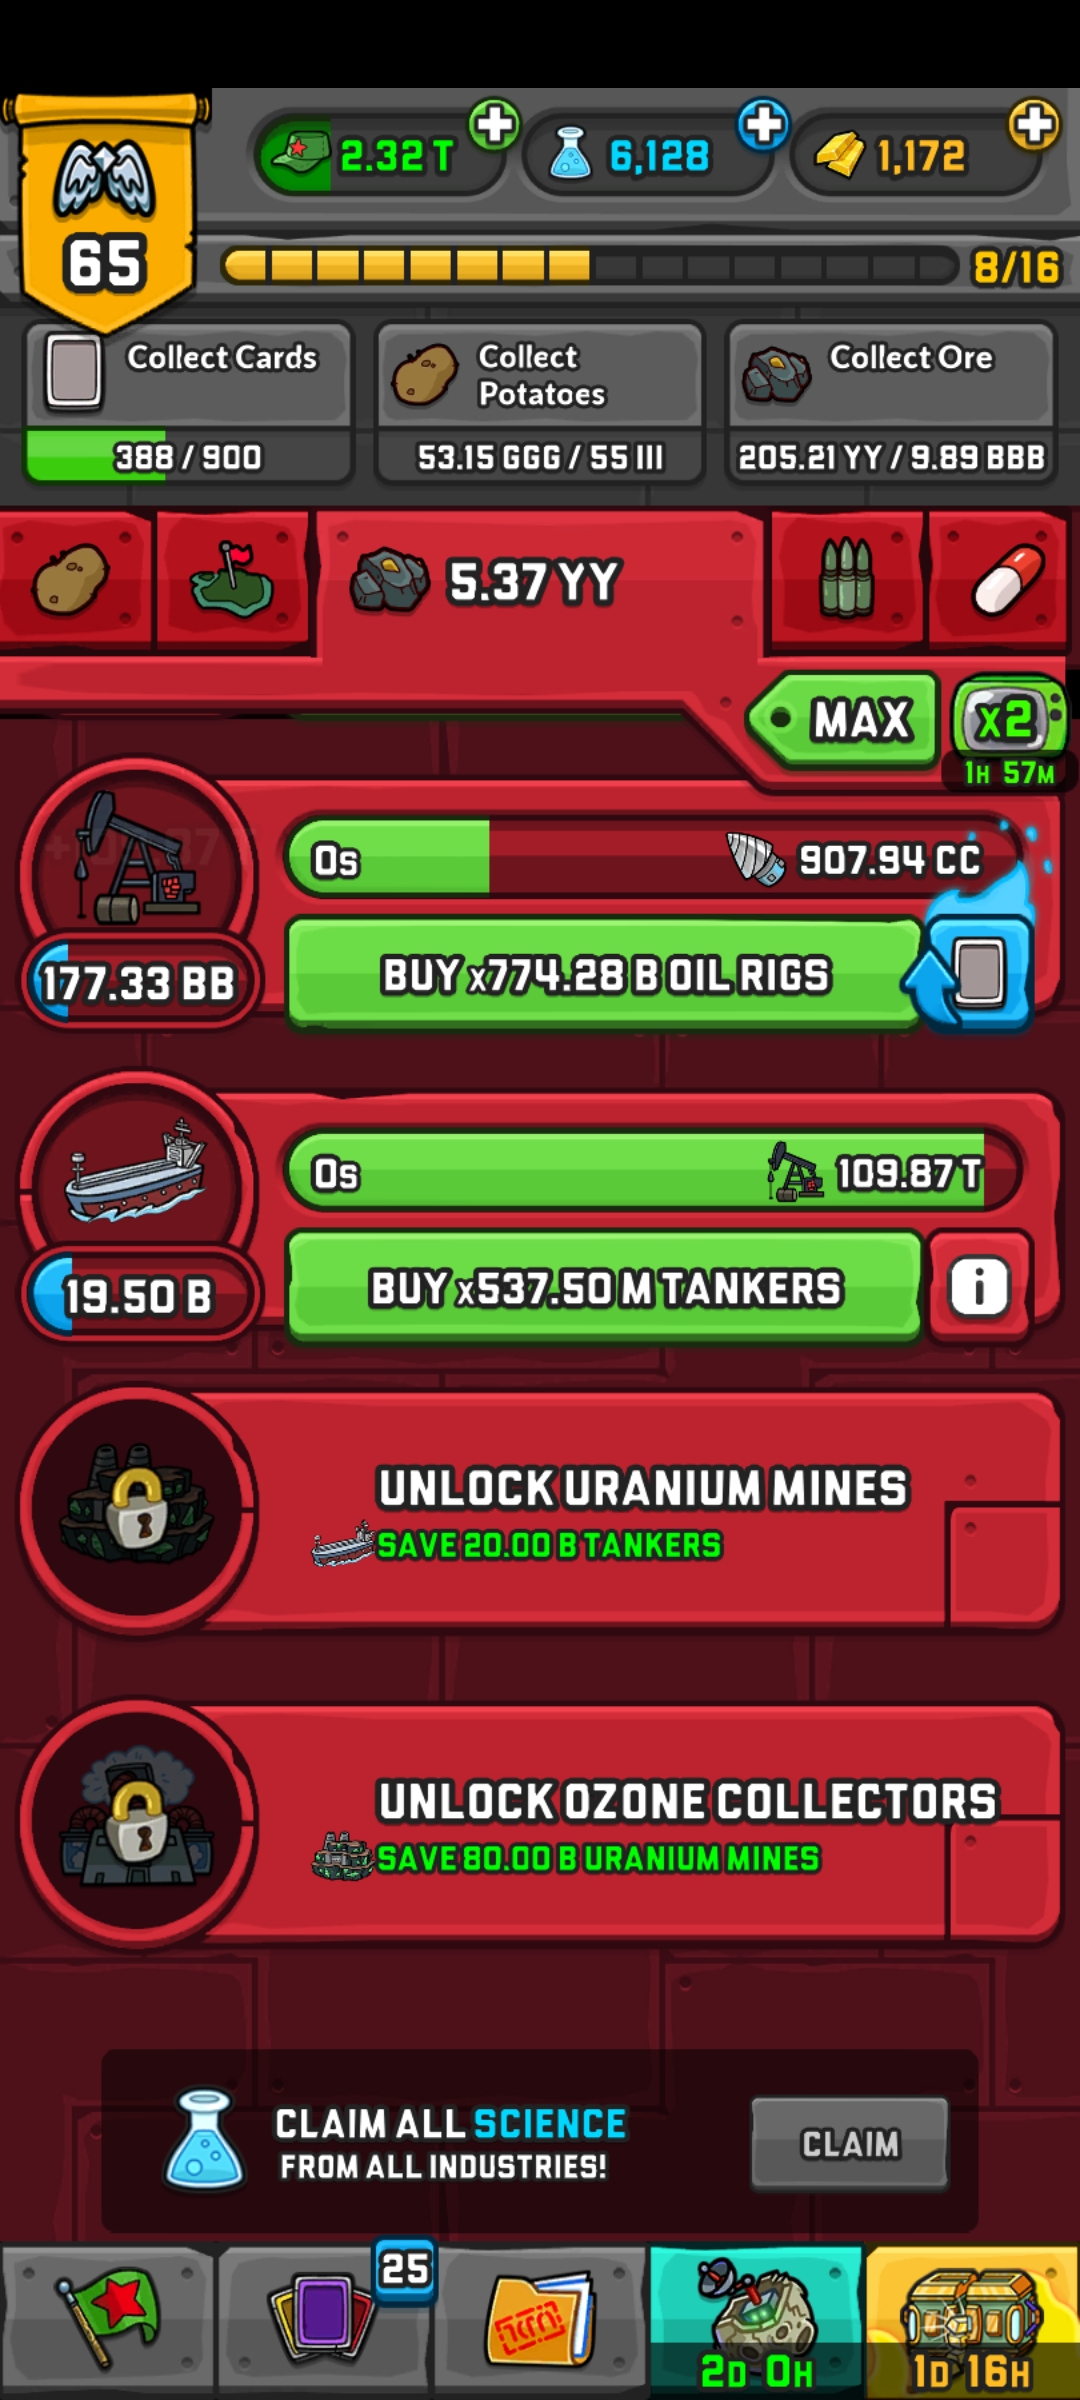 2.32 T
6,128
1,172
65
8/16
Collect Cards
388 / 900
Collect
Potatoes
53.15 GGG / 55 III
Collect Ore
205.21 YY / 9.89 BBB
5.37 YY
MAX
x2
1H 57M
0s
907.94 CC
177.33 BB
BUY x774.28 B OIL RIGS
0s
109.87 T
19.50 B
BUY x537.50 M TANKERS
i
UNLOCK URANIUM MINES
SAVE 20.00 B TANKERS
UNLOCK OZONE COLLECTORS
SAVE 80.00 B URANIUM MINES
CLAIM ALL SCIENCE
FROM ALL INDUSTRIES!
CLAIM
25
2D 0H
1D 16H